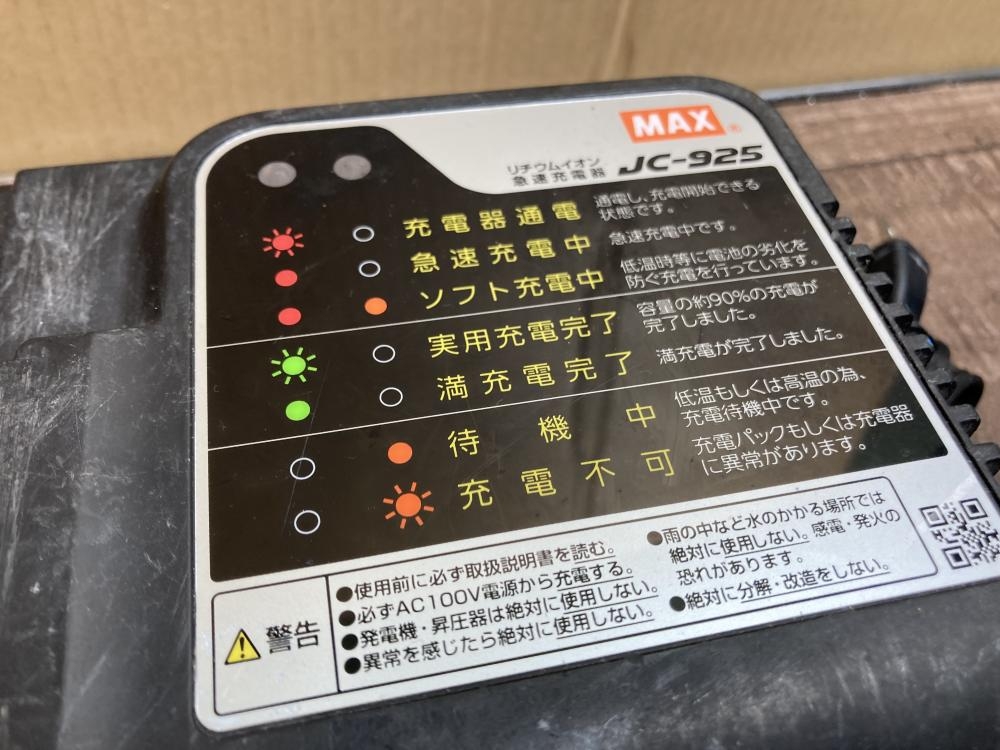 MAX®
リチウムイオン
急速充電器 JC-925
充電器通電 通電し、充電開始できる
状態です。
急速充電中 急速充電中です。
ソフト充電中 低温時等に電池の劣化を
防ぐ充電を行っています。
実用充電完了 容量の約90%の充電が
完了しました。
満充電完了 満充電が完了しました。
待機中 低温もしくは高温の為、
充電待機中です。
充電不可 充電パックもしくは充電器
に異常があります。
警告
●使用前に必ず取扱説明書を読む。
●必ずAC100V電源から充電する。
●発電機・昇圧器は絶対に使用しない。
●異常を感じたら絶対に使用しない。
●雨の中など水のかかる場所では
絶対に使用しない。感電・発火の
恐れがあります。
●絶対に分解・改造をしない。